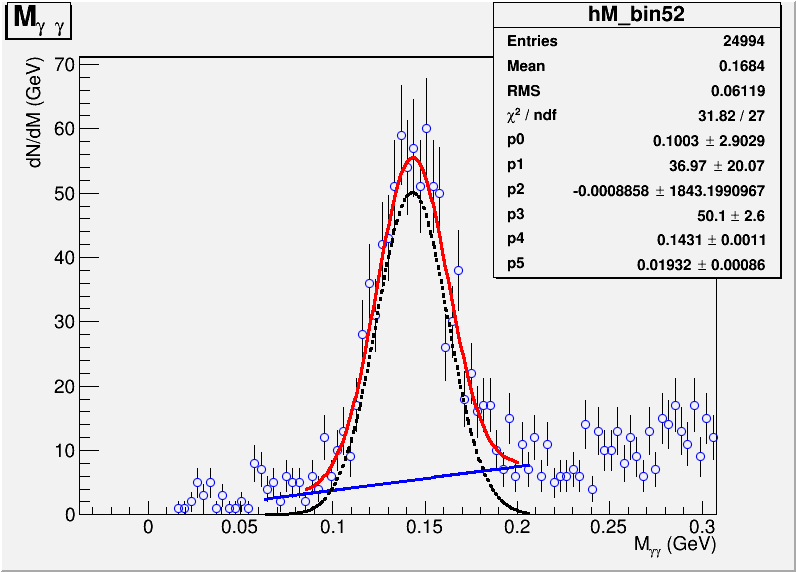 M γ γ
hM_bin52
Entries 24994
Mean 0.1684
RMS 0.06119
χ² / ndf 31.82 / 27
p0 0.1003 ± 2.9029
p1 36.97 ± 20.07
p2 -0.0008858 ± 1843.1990967
p3 50.1 ± 2.6
p4 0.1431 ± 0.0011
p5 0.01932 ± 0.00086
dN/dM (GeV)
70
60
50
40
30
20
10
0
0 0.05 0.1 0.15 0.2 0.25 0.3
Mγγ (GeV)